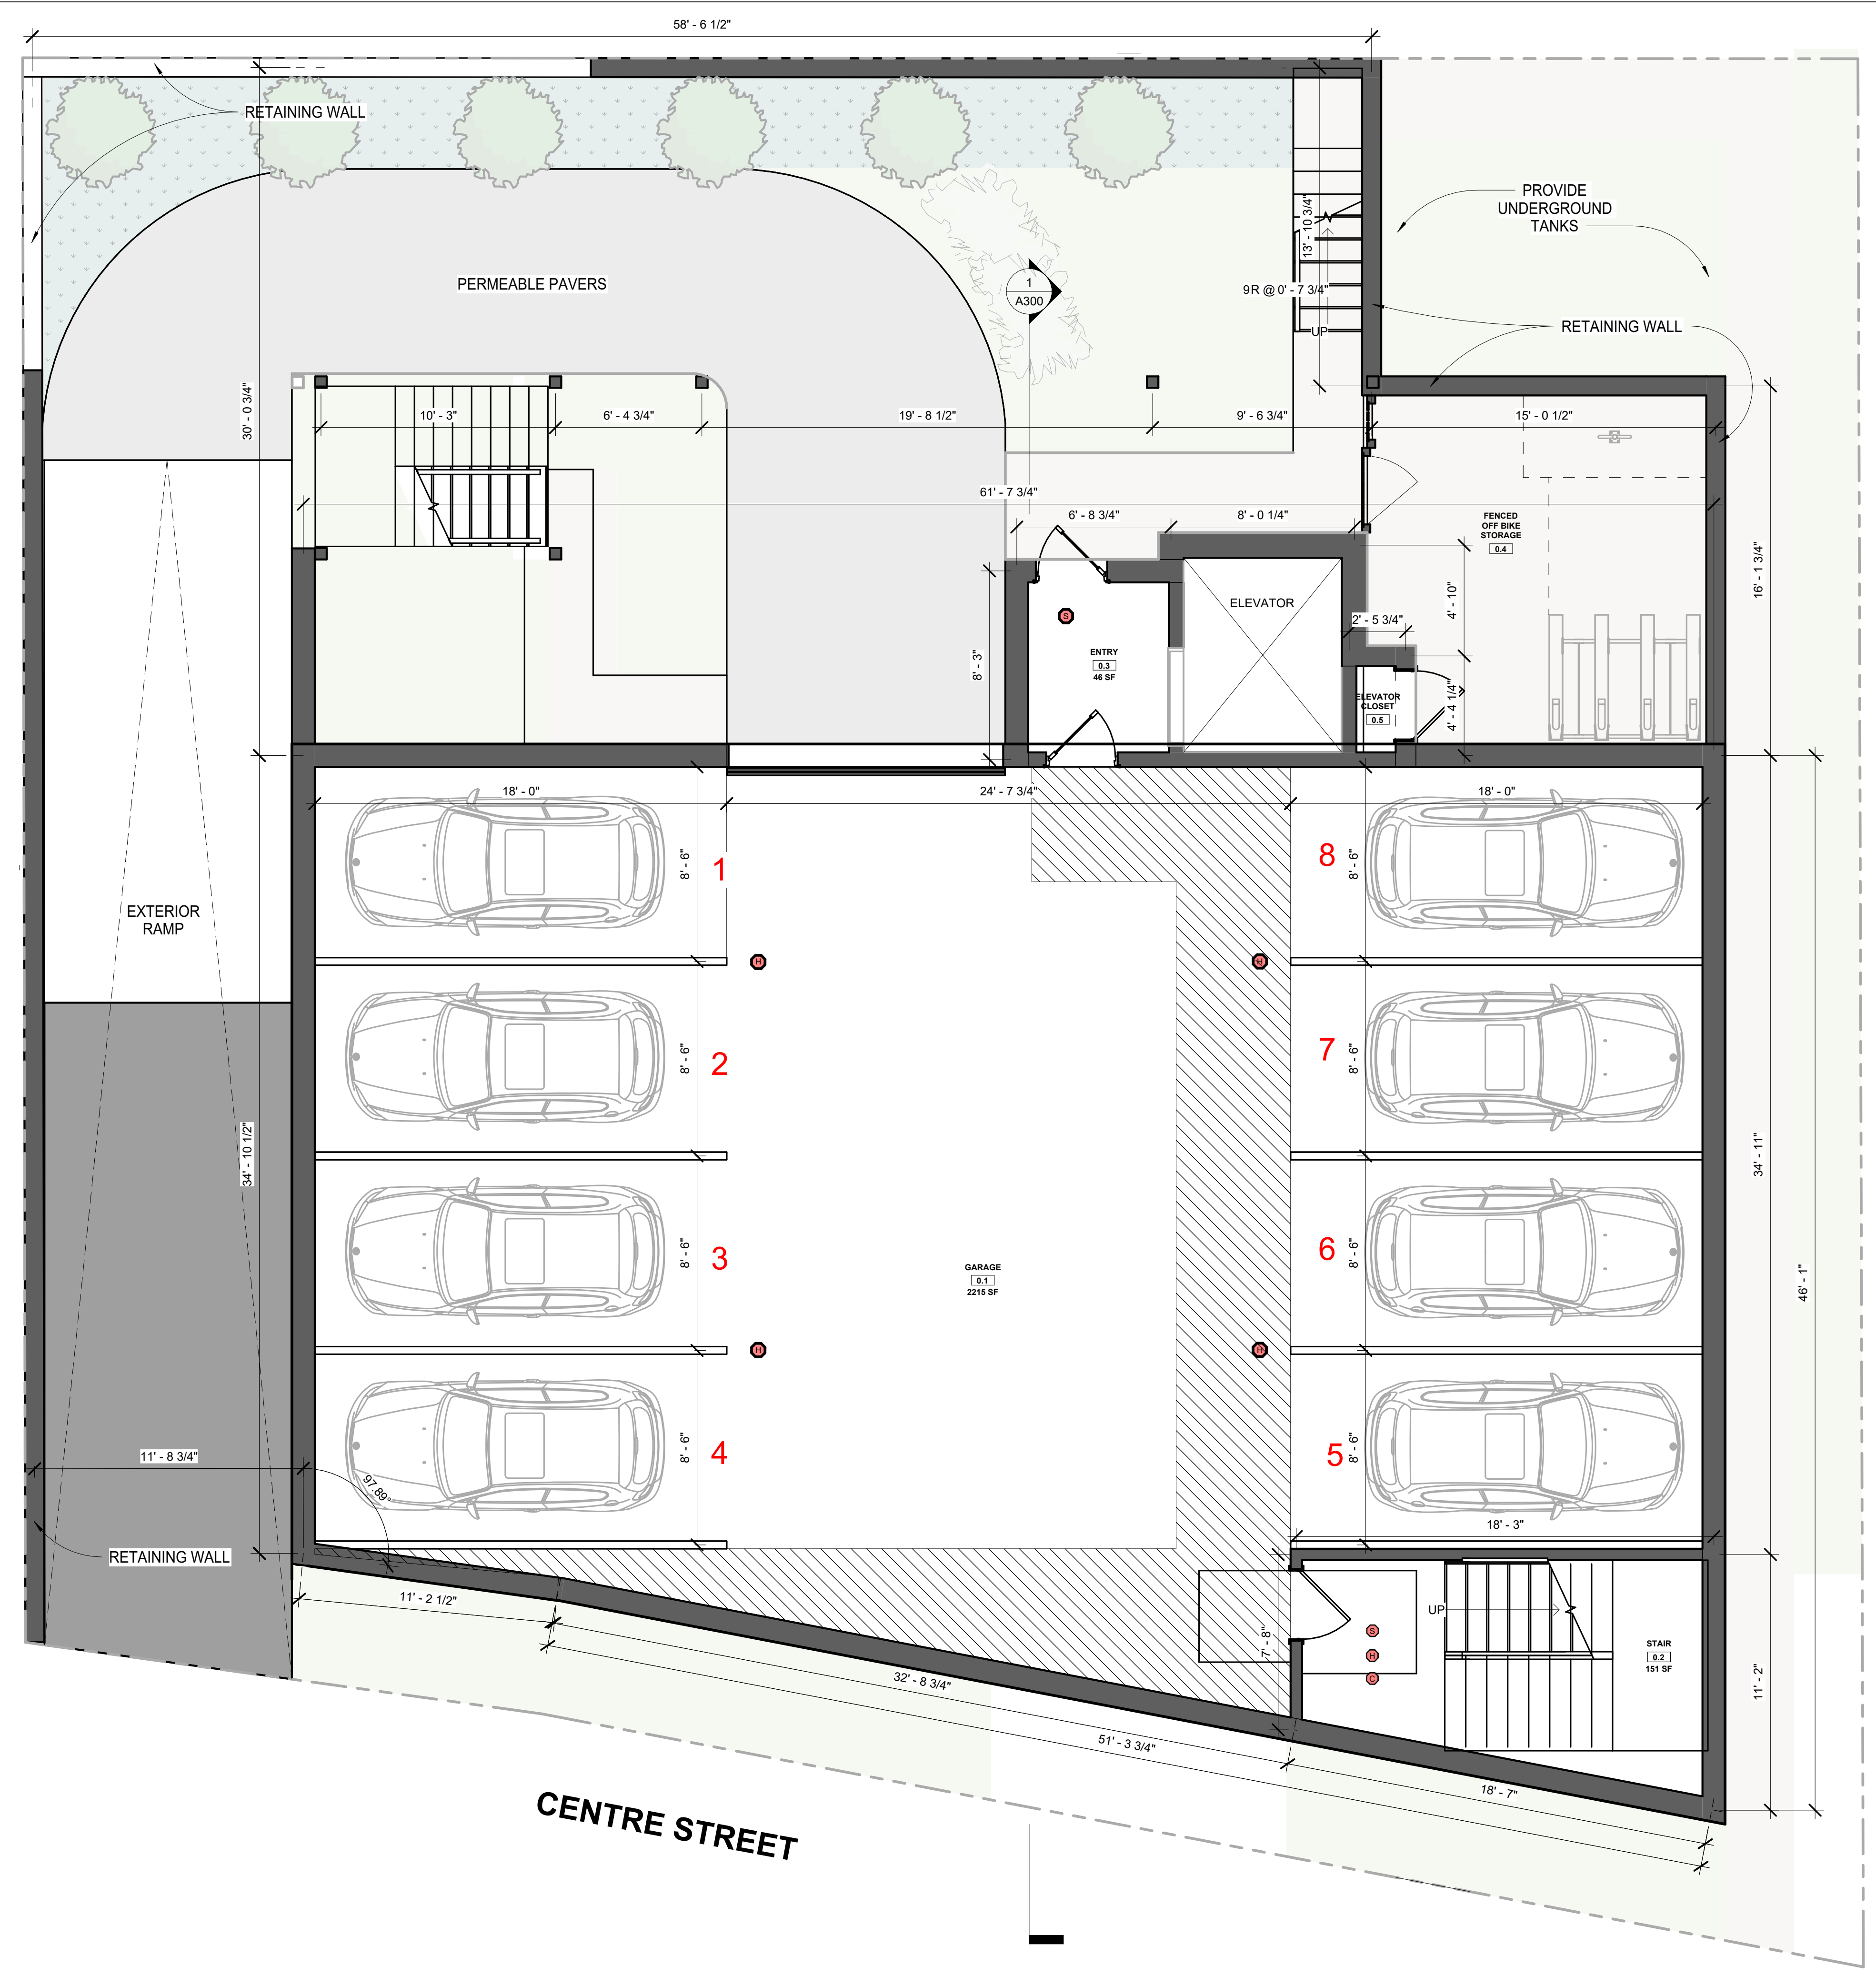 58' - 6 1/2"
RETAINING WALL
PROVIDE
UNDERGROUND
TANKS
13' - 10 3/4"
PERMEABLE PAVERS
1
A300
9R @ 0' - 7 3/4"
UP
RETAINING WALL
30' - 0 3/4"
10' - 3"
6' - 4 3/4"
19' - 8 1/2"
9' - 6 3/4"
15' - 0 1/2"
61' - 7 3/4"
6' - 8 3/4"
8' - 0 1/4"
FENCED
OFF BIKE
STORAGE
0.4
16' - 1 3/4"
ELEVATOR
4' - 10"
2' - 5 3/4"
S
8' - 3"
ENTRY
0.3
46 SF
ELEVATOR
CLOSET
0.5
4' - 4 1/4"
18' - 0"
24' - 7 3/4"
18' - 0"
8' - 6"
1
8
8' - 6"
EXTERIOR
RAMP
H
H
8' - 6"
2
7
8' - 6"
34' - 10 1/2"
34' - 11"
8' - 6"
3
6
8' - 6"
GARAGE
0.1
2215 SF
46' - 1"
H
H
8' - 6"
4
5
8' - 6"
11' - 8 3/4"
97.89°
18' - 3"
RETAINING WALL
11' - 2 1/2"
UP
7' - 8"
S
H
C
STAIR
0.2
151 SF
11' - 2"
32' - 8 3/4"
51' - 3 3/4"
18' - 7"
CENTRE STREET